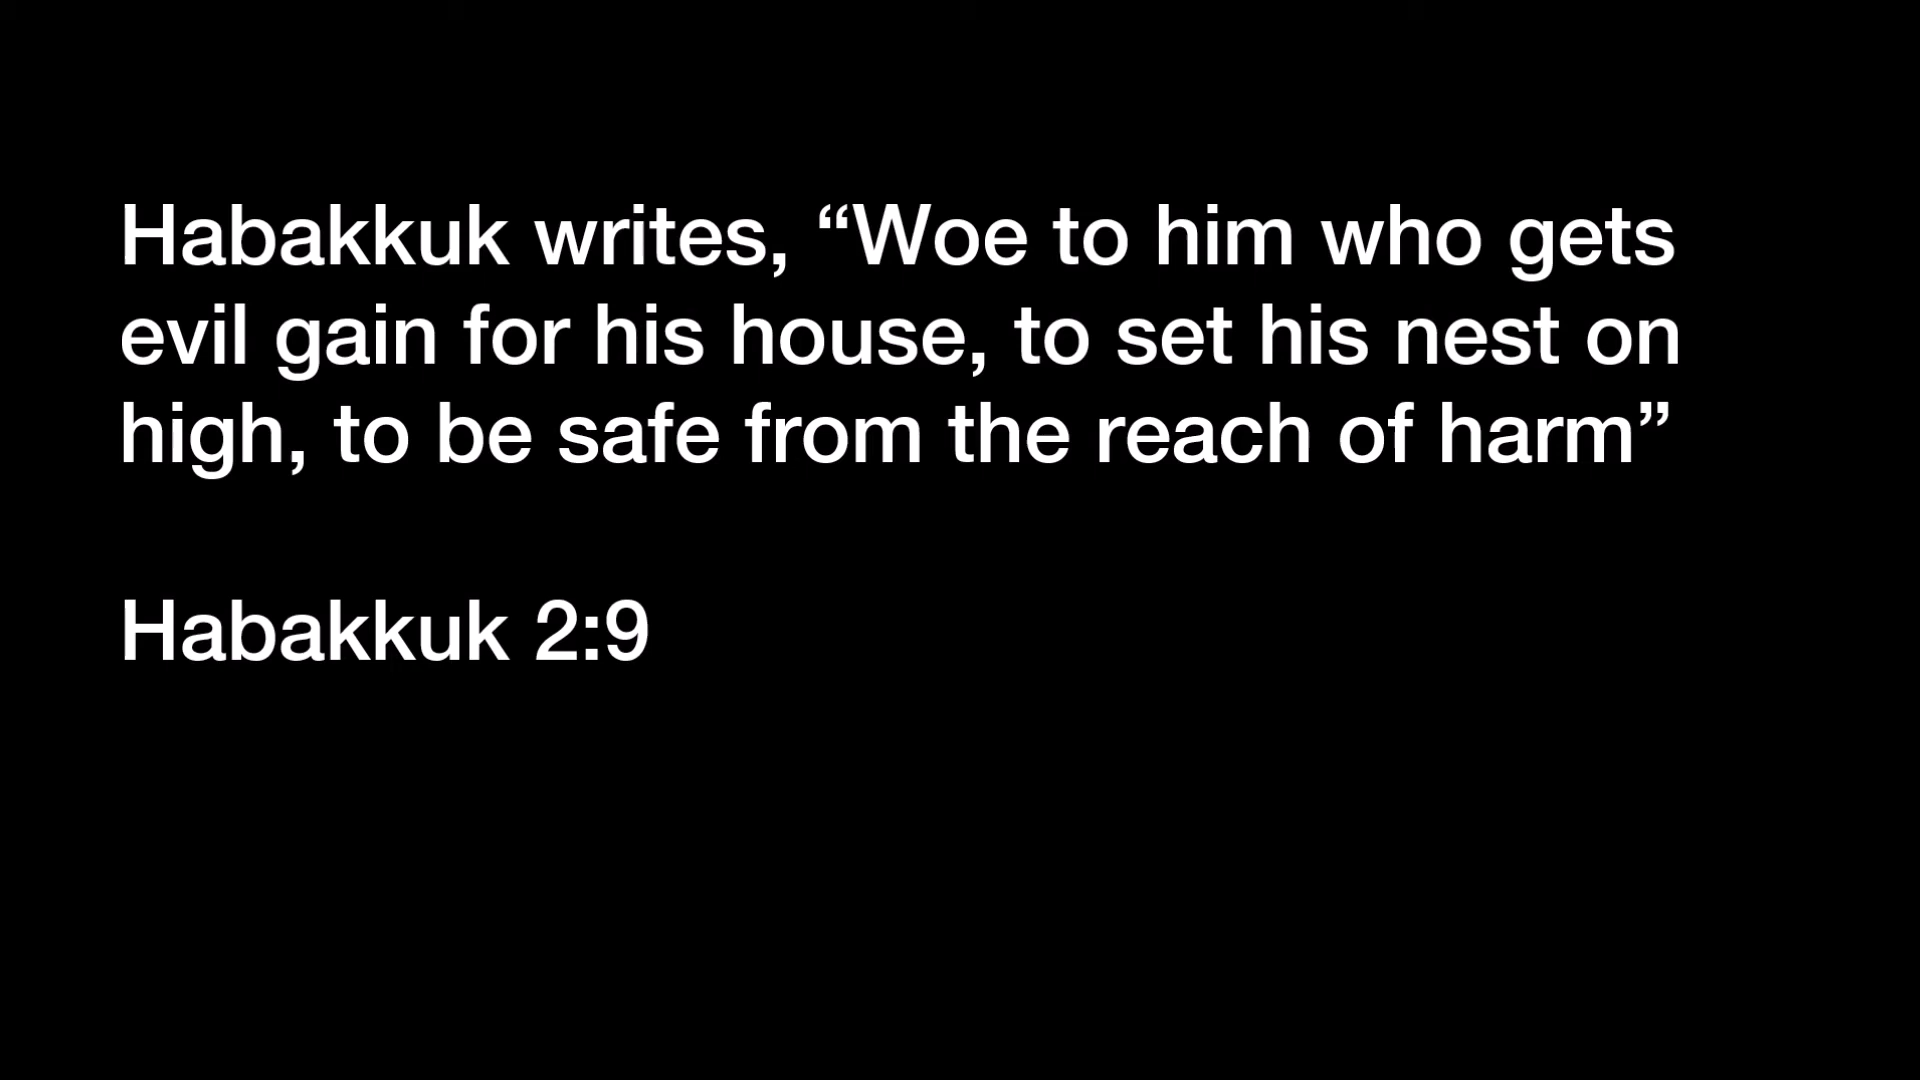 Habakkuk writes, “Woe to him who gets
evil gain for his house, to set his nest on
high, to be safe from the reach of harm”
Habakkuk 2:9